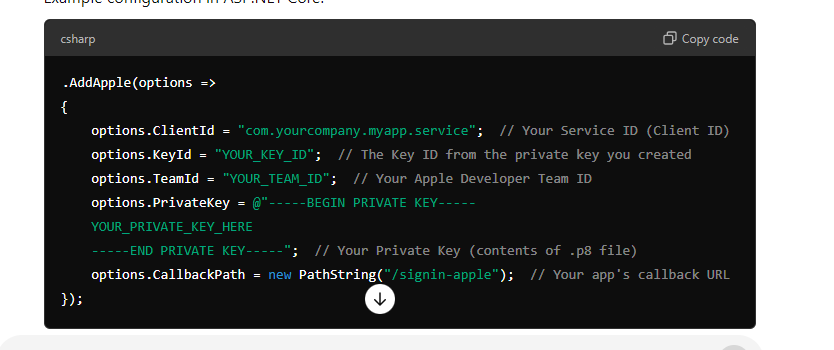 Example configuration in ASP.NET Core:
csharp
Copy code
.AddApple(options =>
{
options.ClientId = "com.yourcompany.myapp.service";  // Your Service ID (Client ID)
options.KeyId = "YOUR_KEY_ID";  // The Key ID from the private key you created
options.TeamId = "YOUR_TEAM_ID";  // Your Apple Developer Team ID
options.PrivateKey = @"-----BEGIN PRIVATE KEY-----
YOUR_PRIVATE_KEY_HERE
-----END PRIVATE KEY-----";  // Your Private Key (contents of .p8 file)
options.CallbackPath = new PathString("/signin-apple");  // Your app's callback URL
});